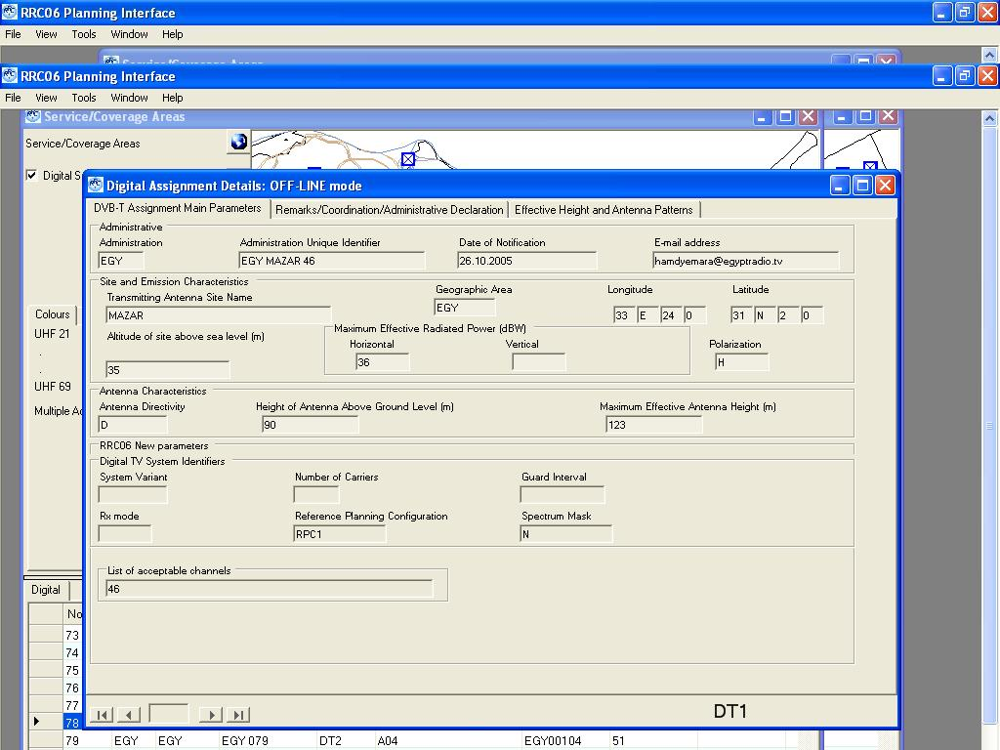 RRC06 Planning Interface
File View Tools Window Help
Service/Coverage Areas
RRC06 Planning Interface
File View Tools Window Help
Service/Coverage Areas
Service/Coverage Areas
Digital S
Digital Assignment Details: OFF-LINE mode
DVB-T Assignment Main Parameters Remarks/Coordination/Administrative Declaration Effective Height and Antenna Patterns
Administrative
Administration Administration Unique Identifier Date of Notification E-mail address
EGY EGY MAZAR 46 26.10.2005 hamdyemara@egyptradio.tv
Site and Emission Characteristics
Transmitting Antenna Site Name Geographic Area Longitude Latitude
MAZAR EGY 33 E 24 0 31 N 2 0
Altitude of site above sea level (m) Maximum Effective Radiated Power (dBW)
Horizontal Vertical Polarization
35 36 H
Antenna Characteristics
Antenna Directivity Height of Antenna Above Ground Level (m) Maximum Effective Antenna Height (m)
D 90 123
RRC06 New parameters
Digital TV System Identifiers
System Variant Number of Carriers Guard Interval
Rx mode Reference Planning Configuration Spectrum Mask
RPC1 N
List of acceptable channels
46
DT1
Colours
UHF 21
.
.
UHF 69
Multiple Ac
Digital
No
73
74
75
76
77
78
79 EGY EGY EGY 079 DT2 A04 EGY00104 51